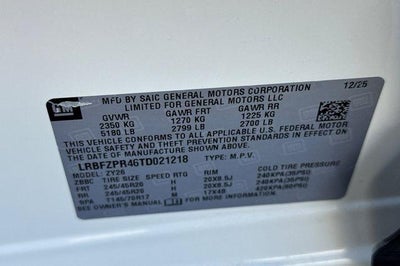 GM
MFD BY SAIC GENERAL MOTORS CORPORATION
LIMITED FOR GENERAL MOTORS LLC
12/25
GVWR GAWR FRT GAWR RR
2350 KG 1270 KG 1225 KG
5180 LB 2799 LB 2700 LB
THIS VEHICLE CONFORMS TO ALL APPLICABLE U.S. FEDERAL
MOTOR VEHICLE SAFETY, BUMPER, AND THEFT PREVENTION
STANDARDS IN EFFECT ON THE DATE OF MANUFACTURE SHOWN ABOVE.
LRBFZPR46TD021218 TYPE: M.P.V.
MODEL: ZY26
ZBBC TIRE SIZE SPEED RTG RIM COLD TIRE PRESSURE
FRT 245/45R20 H 20X8.5J 240KPA(35PSI)
RR 245/45R20 H 20X8.5J 240KPA(35PSI)
SPA T145/70R17 M 17X4B 420KPA(60PSI)
SEE OWNER'S MANUAL FOR ADDITIONAL INFORMATION.